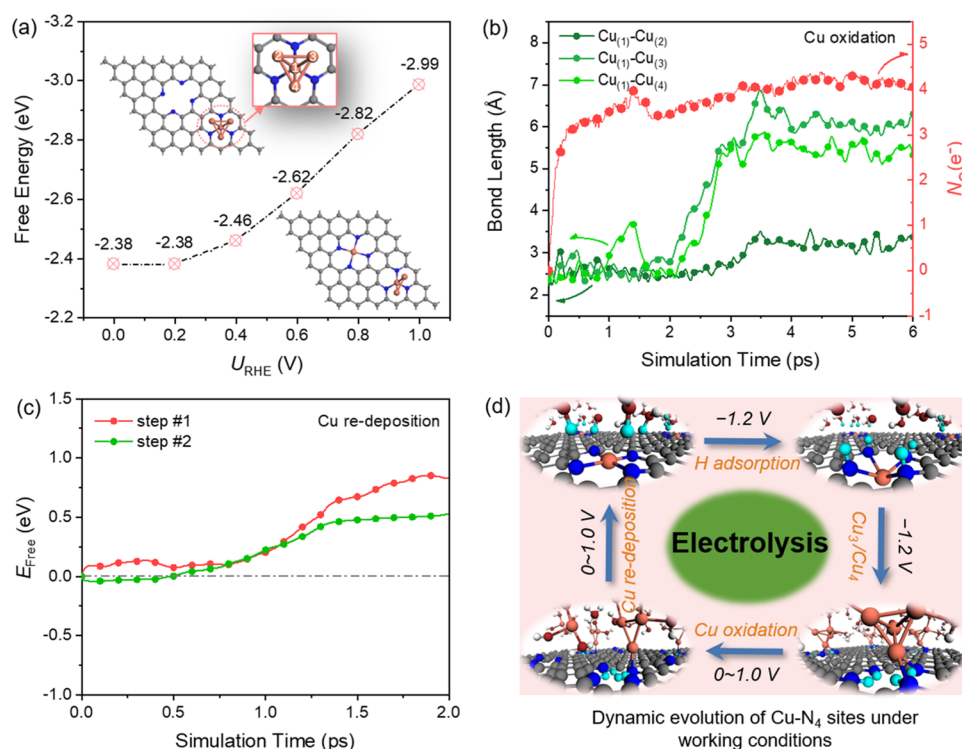 (a)
-3.2
-3.0
-2.8
-2.6
-2.4
-2.2
Free Energy (eV)
-2.38
-2.38
-2.46
-2.62
-2.82
-2.99
0.0 0.2 0.4 0.6 0.8 1.0
U_RHE (V)
(b)
Cu oxidation
Cu(1)-Cu(2)
Cu(1)-Cu(3)
Cu(1)-Cu(4)
9
8
7
6
5
4
3
2
Bond Length (Å)
5
4
3
2
1
0
-1
(e-)
0 1 2 3 4 5 6
Simulation Time (ps)
(c)
step #1
step #2
Cu re-deposition
1.5
1.0
0.5
0.0
-0.5
-1.0
E_Free (eV)
0.0 0.5 1.0 1.5 2.0
Simulation Time (ps)
(d)
−1.2 V
H adsorption
0~1.0 V
Cu re-deposition
Electrolysis
Cu3/Cu4
−1.2 V
Cu oxidation
0~1.0 V
Dynamic evolution of Cu-N4 sites under
working conditions